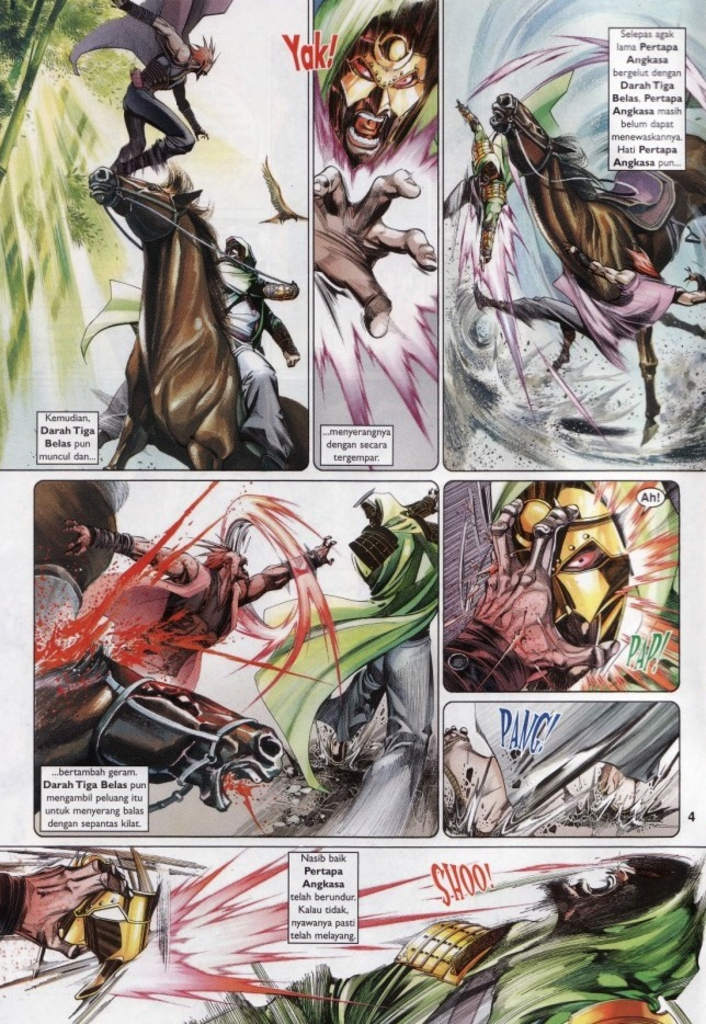 Kemudian,
Darah Tiga
Belas pun
muncul dan...
Yak!
...menyerangnya
dengan secara
tergempar.
Selepas agak
lama Pertapa
Angkasa
bergelut dengan
Darah Tiga
Belas, Pertapa
Angkasa masih
belum dapat
menewaskannya.
Hati Pertapa
Angkasa pun...
...bertambah geram.
Darah Tiga Belas pun
mengambil peluang itu
untuk menyerang balas
dengan sepantas kilat.
Ah!
PAP!
PANG!
4
Nasib baik
Pertapa
Angkasa
telah berundur.
Kalau tidak,
nyawanya pasti
telah melayang.
SHOO!